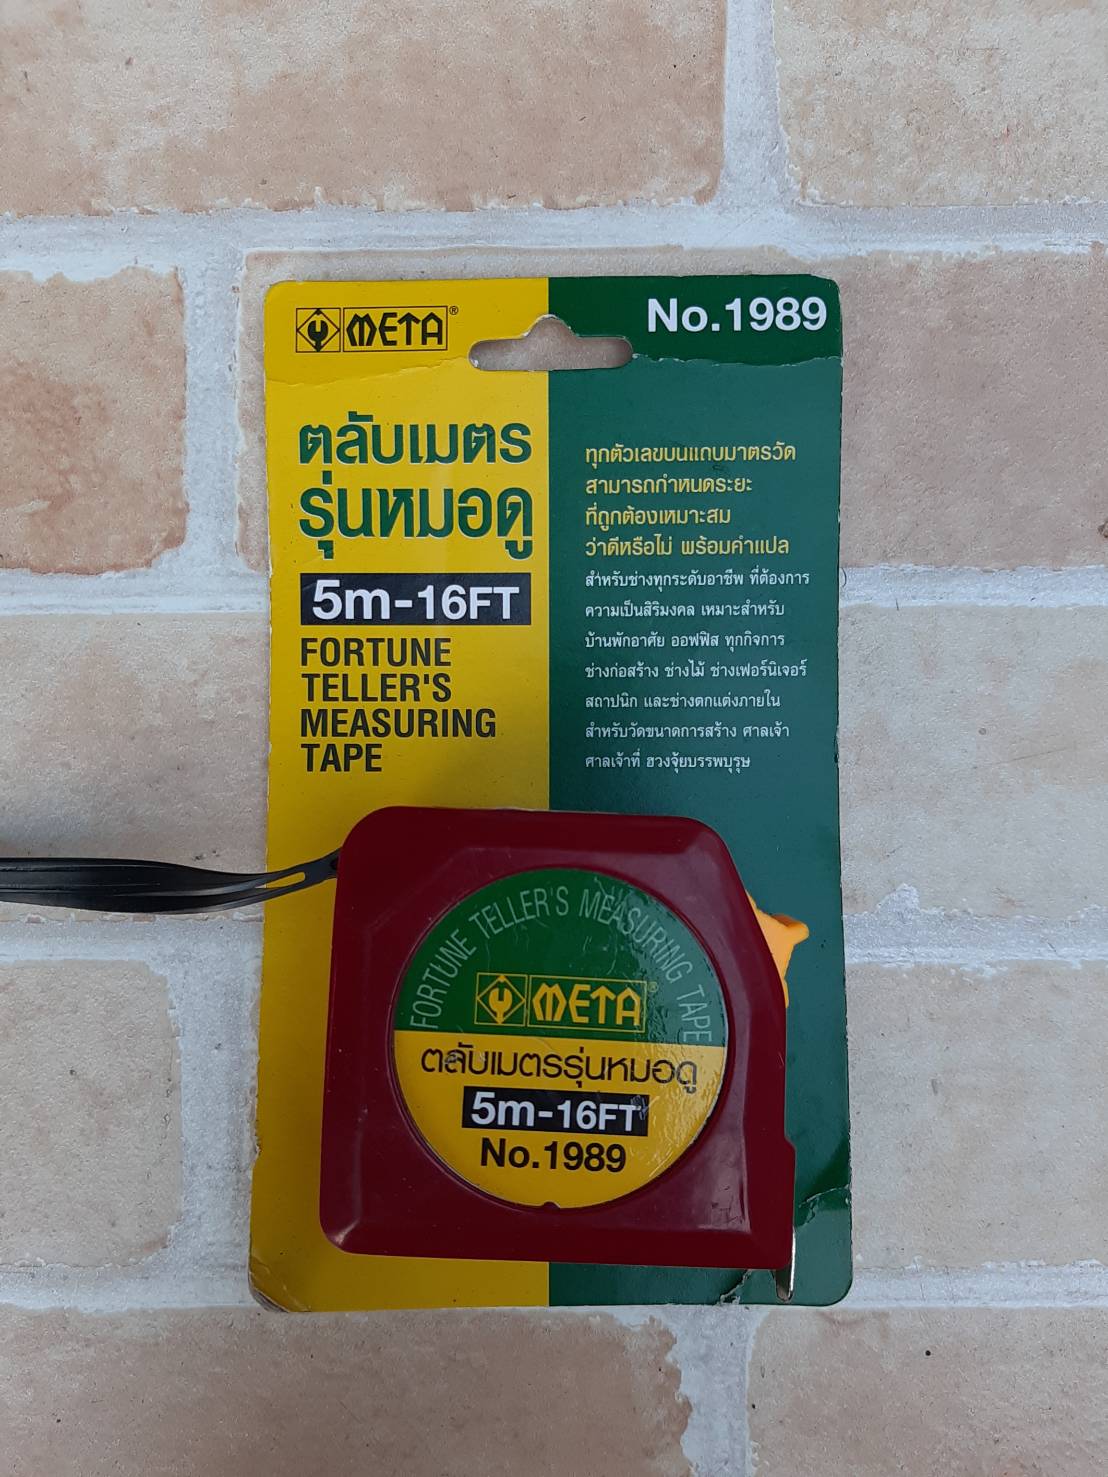 META®
No.1989
ตลับเมตร
รุ่นหมอดู
5m-16FT
FORTUNE
TELLER'S
MEASURING
TAPE
ทุกตัวเลขบนแถบมาตรวัด
สามารถกำหนดระยะ
ที่ถูกต้องเหมาะสม
ว่าดีหรือไม่ พร้อมคำแปล
สำหรับช่างทุกระดับอาชีพ ที่ต้องการ
ความเป็นสิริมงคล เหมาะสำหรับ
บ้านพักอาศัย ออฟฟิส ทุกกิจการ
ช่างก่อสร้าง ช่างไม้ ช่างเฟอร์นิเจอร์
สถาปนิก และช่างตกแต่งภายใน
สำหรับวัดขนาดการสร้าง ศาลเจ้า
ศาลเจ้าที่ ฮวงจุ้ยบรรพบุรุษ
FORTUNE TELLER'S MEASURING TAPE
META®
ตลับเมตรรุ่นหมอดู
5m-16FT
No.1989